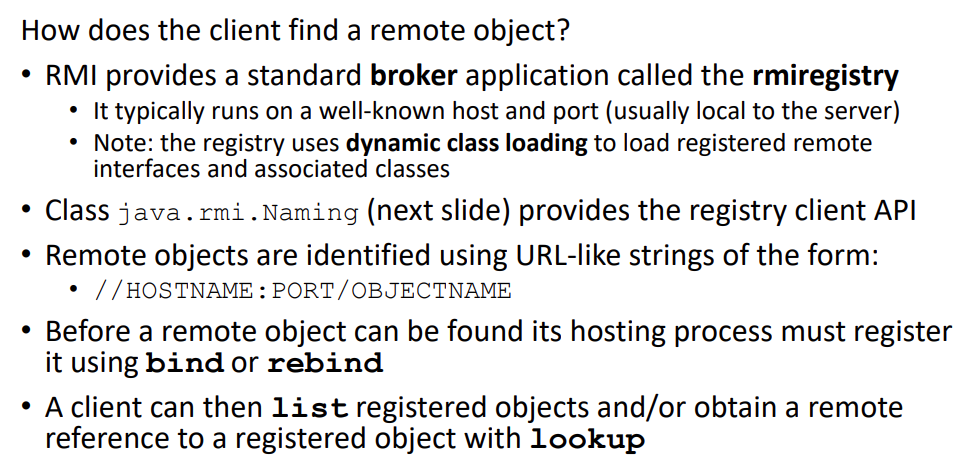 How does the client find a remote object?
• RMI provides a standard broker application called the rmiregistry
• It typically runs on a well-known host and port (usually local to the server)
• Note: the registry uses dynamic class loading to load registered remote
interfaces and associated classes
• Class java.rmi.Naming (next slide) provides the registry client API
• Remote objects are identified using URL-like strings of the form:
• //HOSTNAME:PORT/OBJECTNAME
• Before a remote object can be found its hosting process must register
it using bind or rebind
• A client can then list registered objects and/or obtain a remote
reference to a registered object with lookup